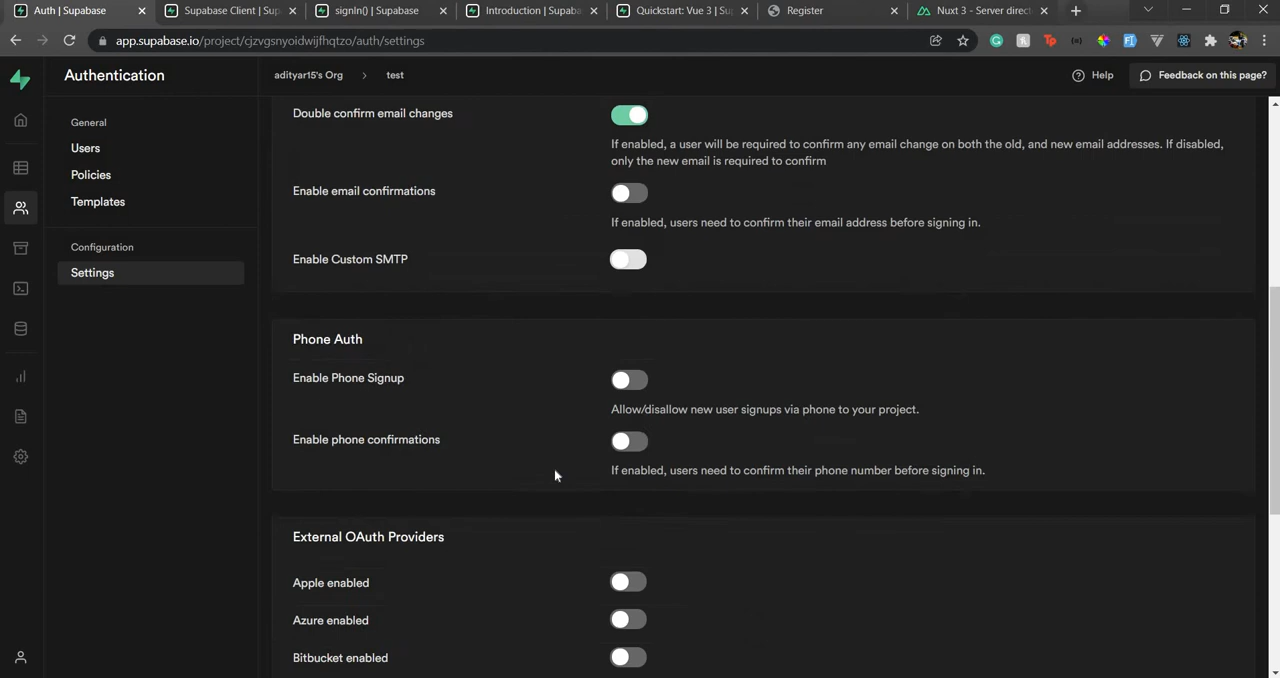 Auth | Supabase
Supabase Client | Sup
signIn() | Supabase
Introduction | Supaba
Quickstart: Vue 3 | Su
Register
Nuxt 3 - Server direct
app.supabase.io/project/cjzvgsnyoidwijfhqtzo/auth/settings
Authentication
adityar15's Org
test
Help
Feedback on this page?
General
Users
Policies
Templates
Configuration
Settings
Double confirm email changes
If enabled, a user will be required to confirm any email change on both the old, and new email addresses. If disabled,
only the new email is required to confirm
Enable email confirmations
If enabled, users need to confirm their email address before signing in.
Enable Custom SMTP
Phone Auth
Enable Phone Signup
Allow/disallow new user signups via phone to your project.
Enable phone confirmations
If enabled, users need to confirm their phone number before signing in.
External OAuth Providers
Apple enabled
Azure enabled
Bitbucket enabled